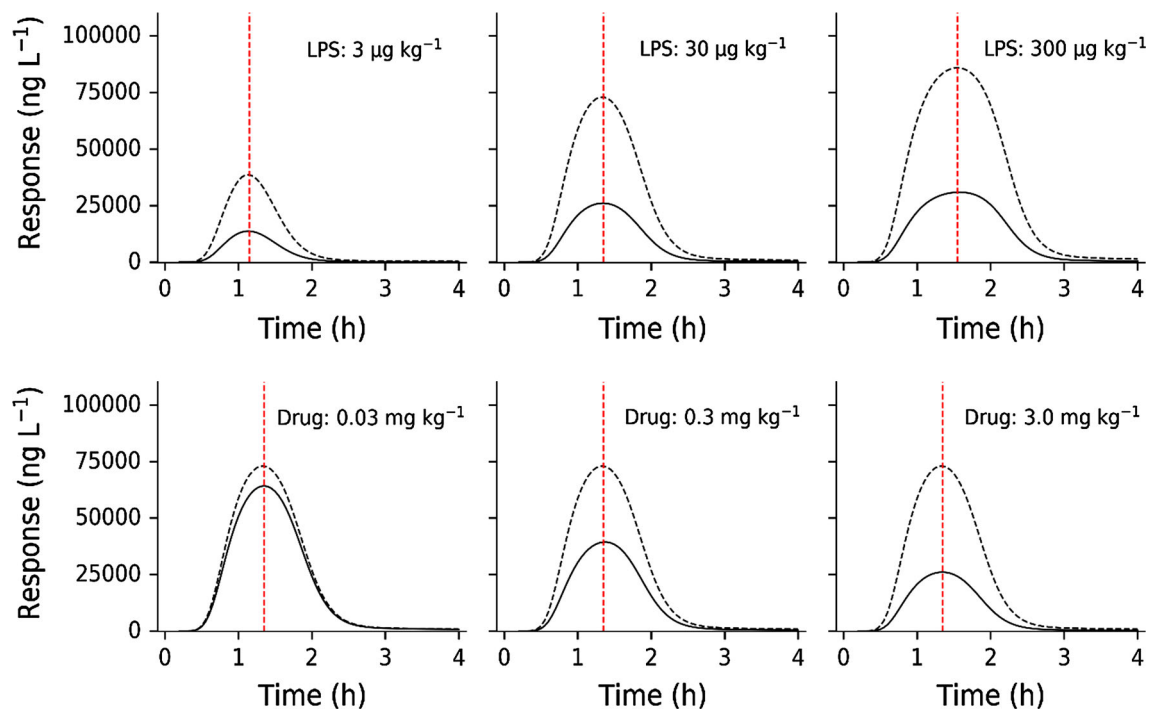 Response (ng L⁻¹)
100000
75000
50000
25000
0
LPS: 3 µg kg⁻¹
LPS: 30 µg kg⁻¹
LPS: 300 µg kg⁻¹
0 1 2 3 4
0 1 2 3 4
0 1 2 3 4
Time (h)
Time (h)
Time (h)
Response (ng L⁻¹)
100000
75000
50000
25000
0
Drug: 0.03 mg kg⁻¹
Drug: 0.3 mg kg⁻¹
Drug: 3.0 mg kg⁻¹
0 1 2 3 4
0 1 2 3 4
0 1 2 3 4
Time (h)
Time (h)
Time (h)